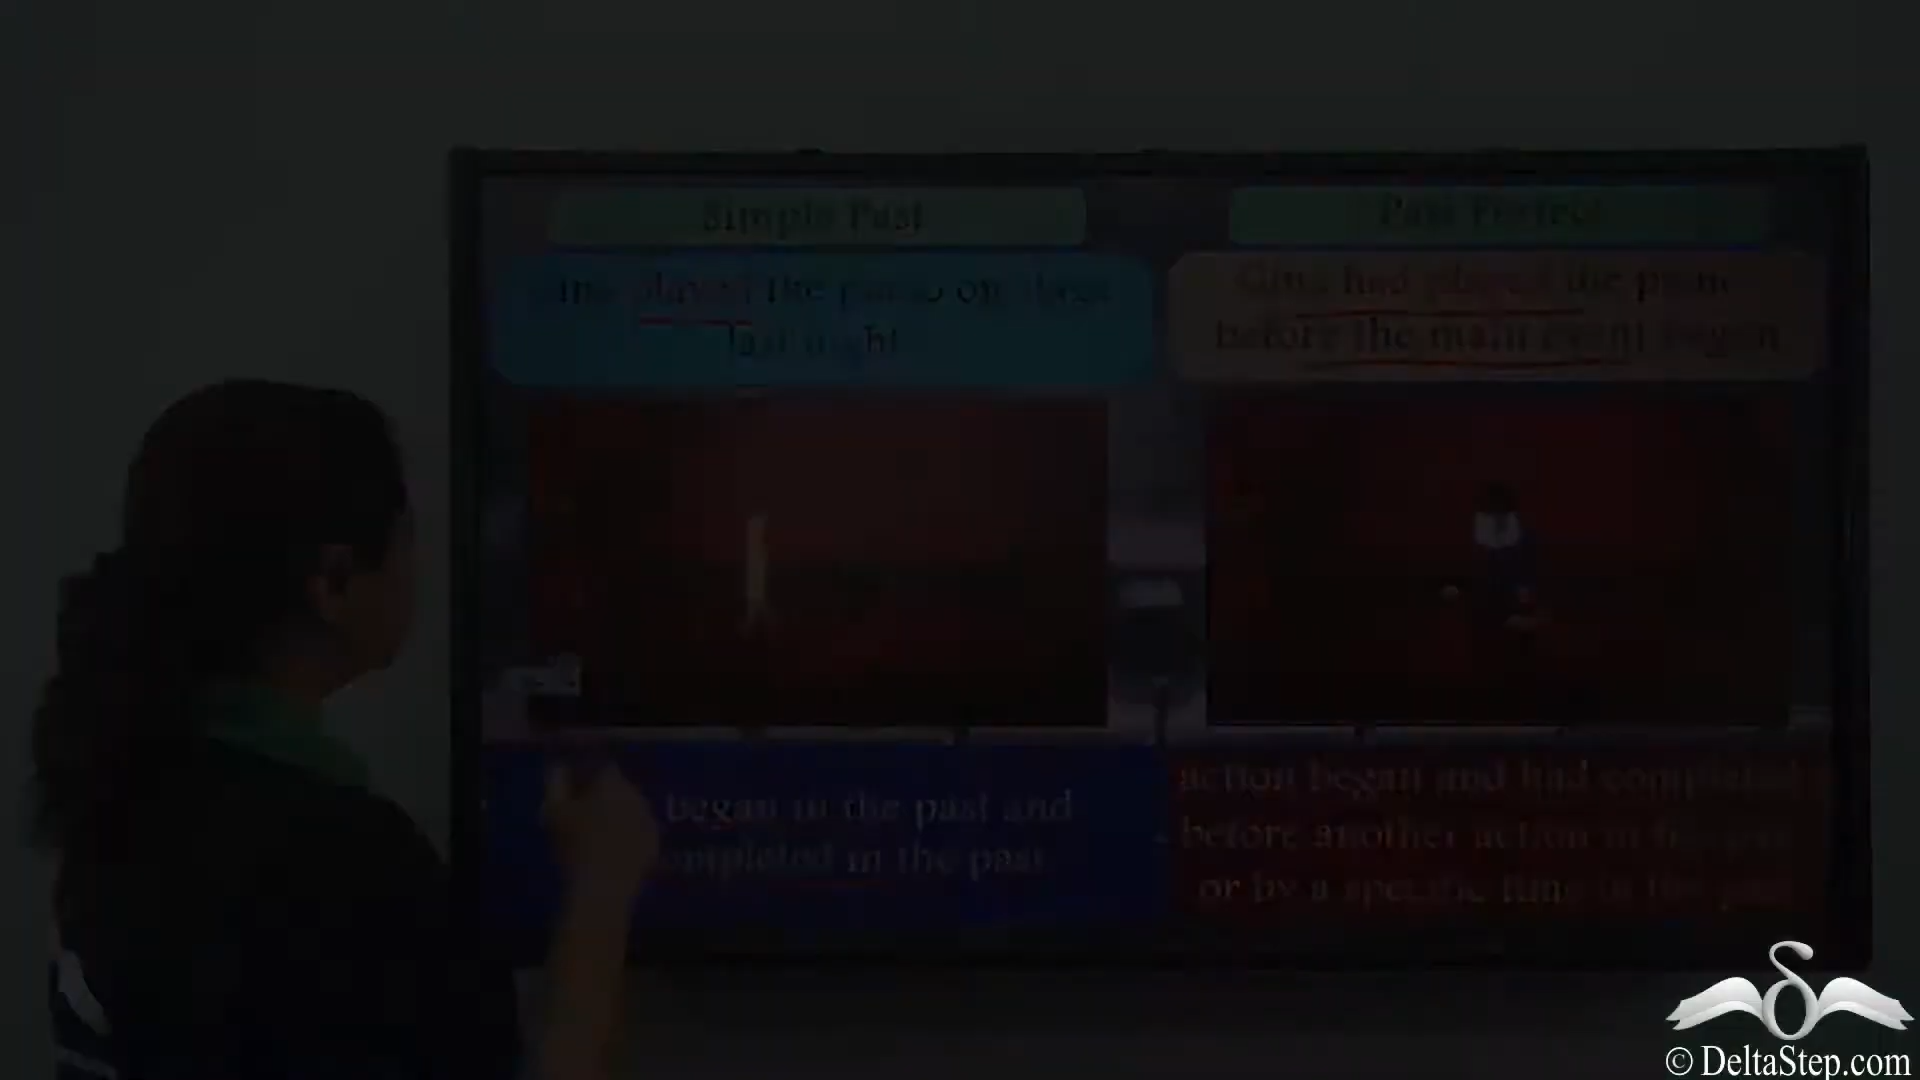 Simple Past
played the piano on stage
last night
began in the past and
completed in the past
Past Perfect
Gina had played the piano
before the main event began
action began and had completed
before another action in the past
or by a specific time in the past
© DeltaStep.com